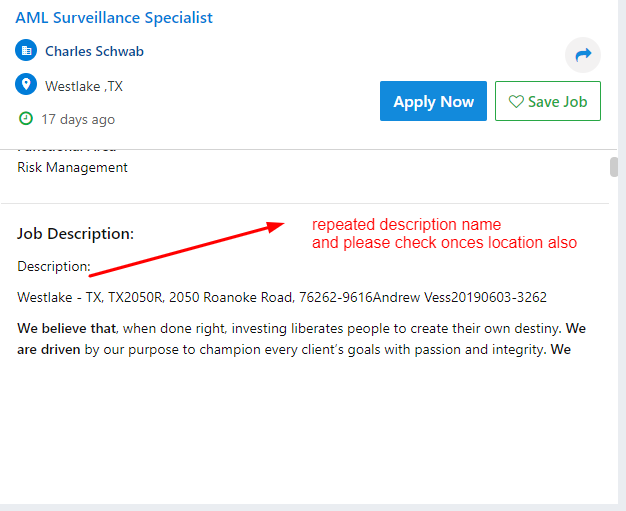 AML Surveillance Specialist
Charles Schwab
Westlake ,TX
17 days ago
Apply Now
Save Job
Functional Area
Risk Management
Job Description:
repeated description name
and please check onces location also
Description:
Westlake - TX, TX2050R, 2050 Roanoke Road, 76262-9616Andrew Vess20190603-3262
We believe that, when done right, investing liberates people to create their own destiny. We
are driven by our purpose to champion every client’s goals with passion and integrity. We